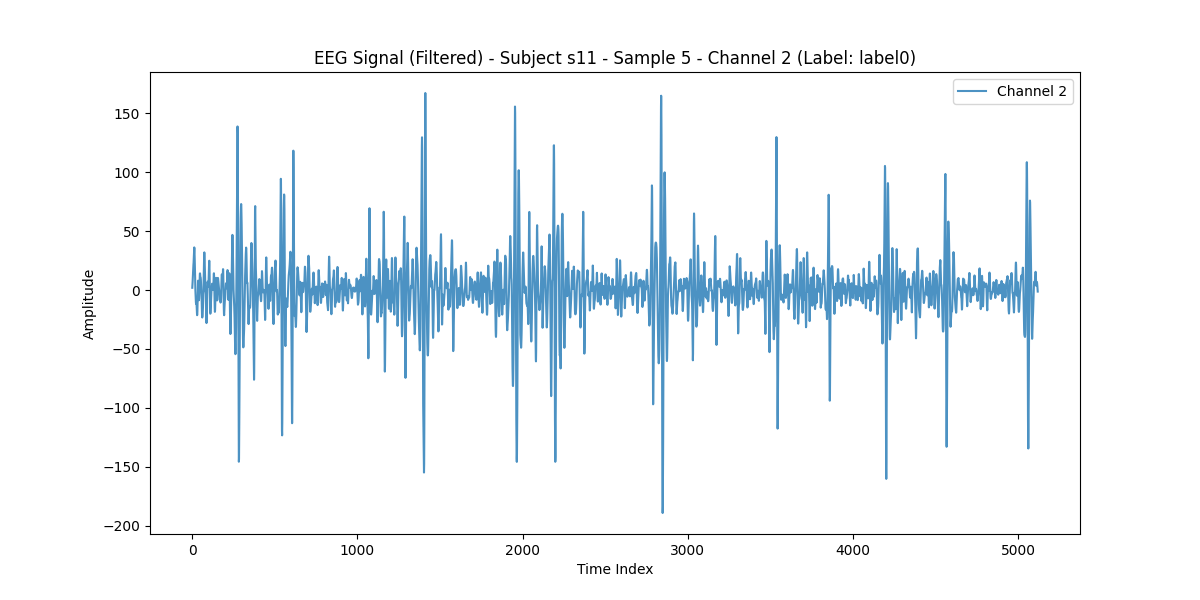 EEG Signal (Filtered) - Subject s11 - Sample 5 - Channel 2 (Label: label0)
Channel 2
Amplitude
150
100
50
0
−50
−100
−150
−200
0 1000 2000 3000 4000 5000
Time Index